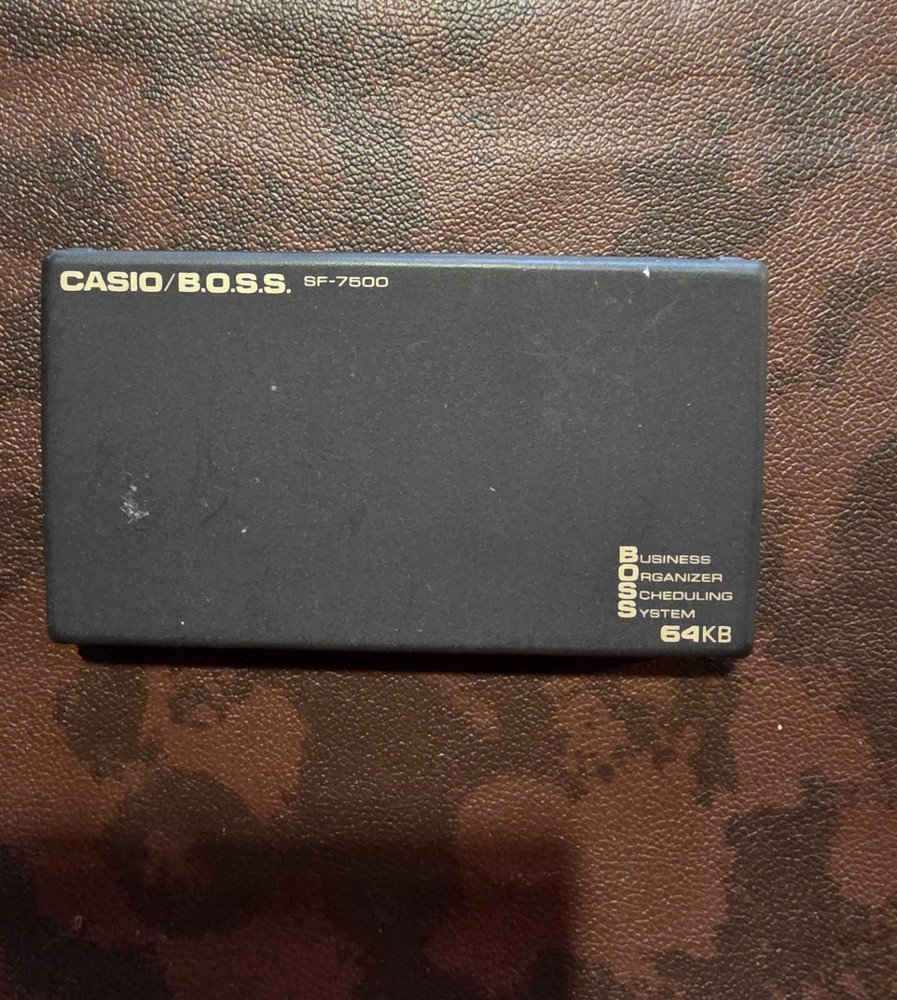 CASIO/B.O.S.S. SF-7500
BUSINESS
ORGANIZER
SCHEDULING
SYSTEM
64KB